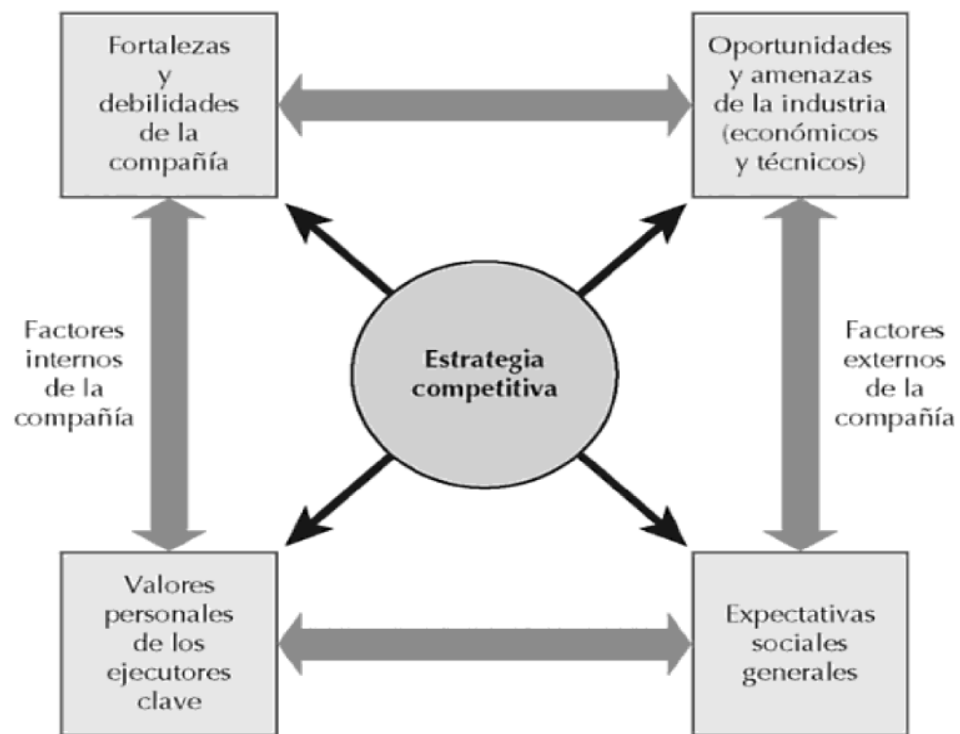 Fortalezas
y
debilidades
de la
compañía
Oportunidades
y amenazas
de la industria
(económicos
y técnicos)
Factores
internos
de la
compañía
Estrategia
competitiva
Factores
externos
de la
compañía
Valores
personales
de los
ejecutores
clave
Expectativas
sociales
generales